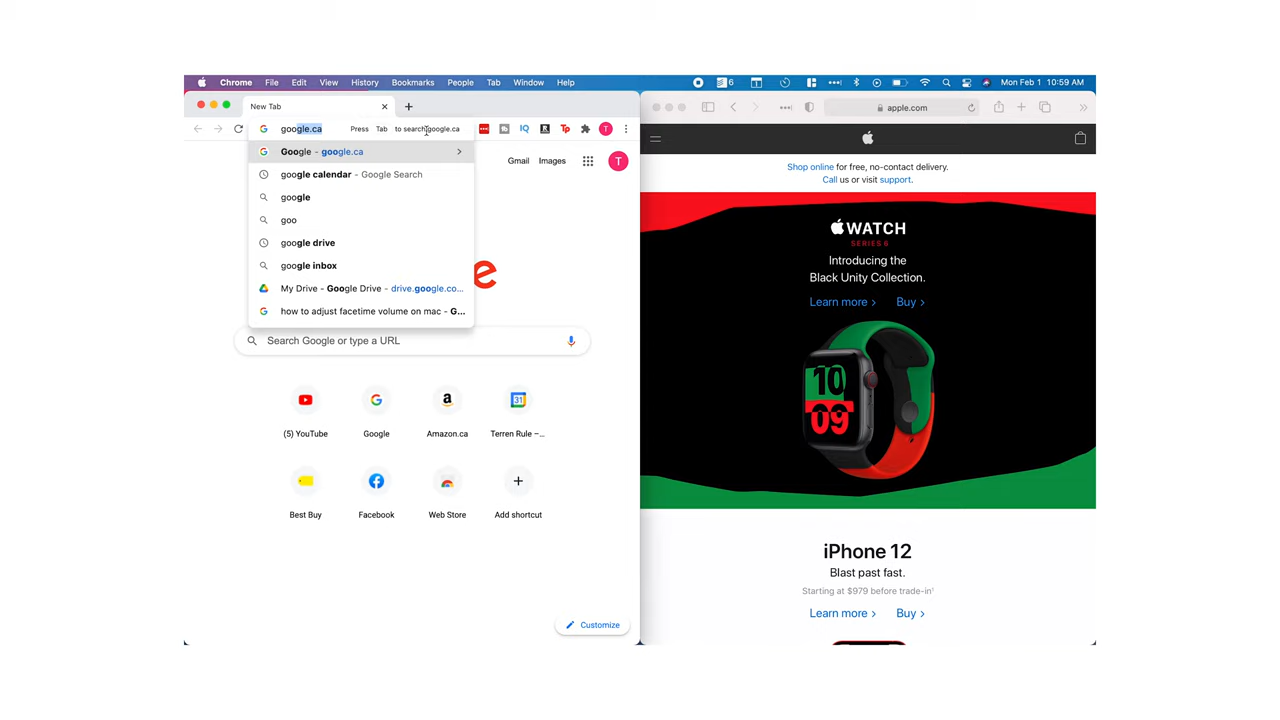 Chrome File Edit View History Bookmarks People Tab Window Help
6 Mon Feb 1 10:59 AM
New Tab
google.ca Press Tab to search google.ca
Google - google.ca
google calendar - Google Search
google
goo
google drive
google inbox
My Drive - Google Drive - drive.google.co...
how to adjust facetime volume on mac - G...
Gmail Images
e
Search Google or type a URL
(5) YouTube Google Amazon.ca Terren Rule –...
Best Buy Facebook Web Store Add shortcut
Customize
apple.com
Shop online for free, no-contact delivery.
Call us or visit support.
WATCH
SERIES 6
Introducing the
Black Unity Collection.
Learn more > Buy >
10
09
iPhone 12
Blast past fast.
Starting at $979 before trade-in¹
Learn more > Buy >